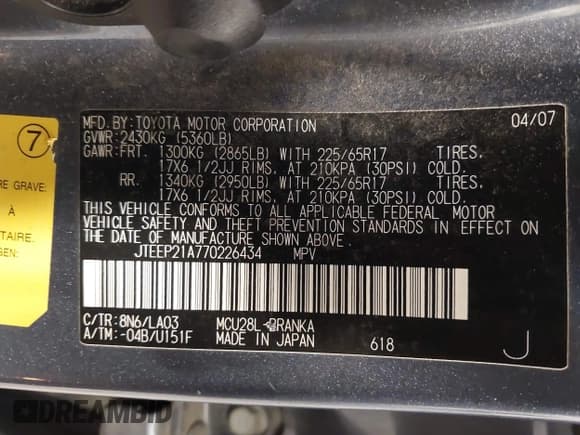 MFD. BY: TOYOTA MOTOR CORPORATION 04/07
GVWR: 2430KG (5360LB)
GAWR: FRT. 1300KG (2865LB) WITH 225/65R17 TIRES,
17X6 1/2JJ RIMS, AT 210KPA (30PSI) COLD.
RR. 1340KG (2950LB) WITH 225/65R17 TIRES,
17X6 1/2JJ RIMS, AT 210KPA (30PSI) COLD.
THIS VEHICLE CONFORMS TO ALL APPLICABLE FEDERAL MOTOR
VEHICLE SAFETY AND THEFT PREVENTION STANDARDS IN EFFECT ON
THE DATE OF MANUFACTURE SHOWN ABOVE.
JTEEP21A770226434 MPV
C/TR: 8N6/LA03 MCU28L- RANKA
A/TM: -04B/U151F MADE IN JAPAN 618 J
7
RE GRAVE
À
TAIRE.
EN:
DREAMBID